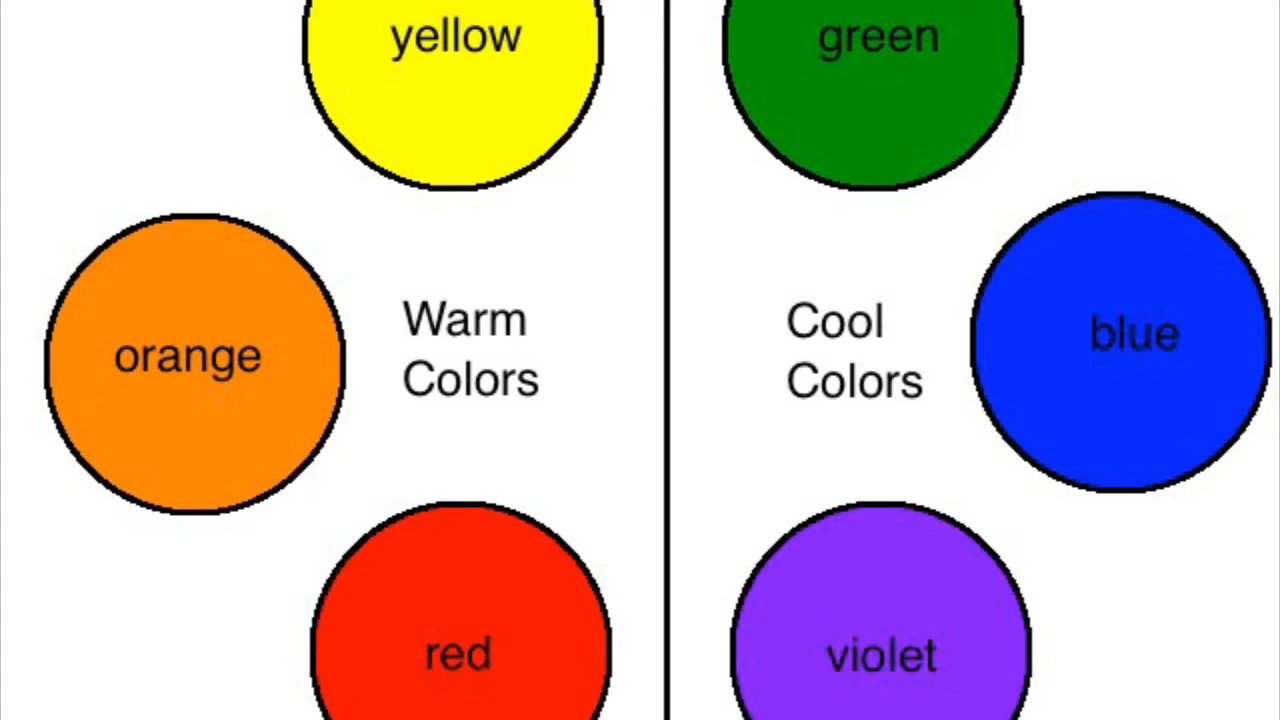 yellow
green
orange
Warm
Colors
Cool
Colors
blue
red
violet